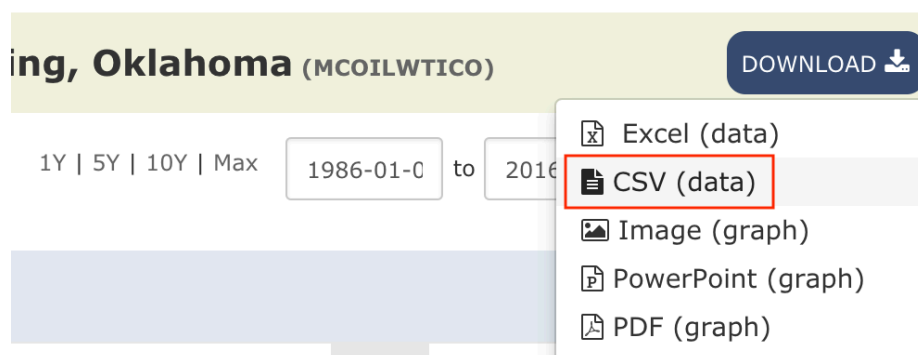 ing, Oklahoma (MCOILWTICO)
DOWNLOAD
1Y | 5Y | 10Y | Max 1986-01-0 to 2016
Excel (data)
CSV (data)
Image (graph)
PowerPoint (graph)
PDF (graph)